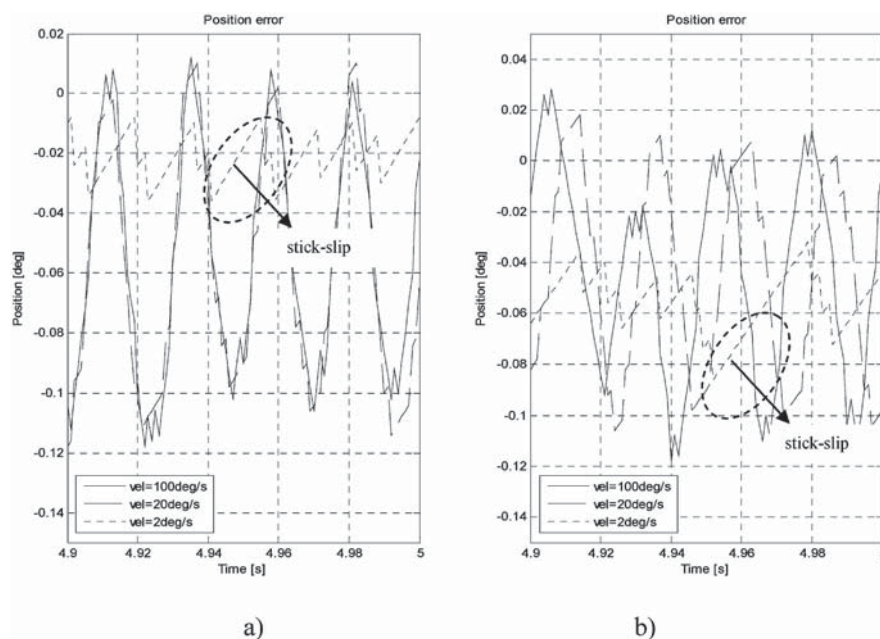 Position error
0.02
0
-0.02
-0.04
-0.06
-0.08
-0.1
-0.12
-0.14
Position [deg]
stick-slip
vel=100deg/s
vel=20deg/s
vel=2deg/s
4.9
4.92
4.94
4.96
4.98
5
Time [s]
a)
Position error
0.04
0.02
0
-0.02
-0.04
-0.06
-0.08
-0.1
-0.12
-0.14
Position [deg]
stick-slip
vel=100deg/s
vel=20deg/s
vel=2deg/s
4.9
4.92
4.94
4.96
4.98
Time [s]
b)